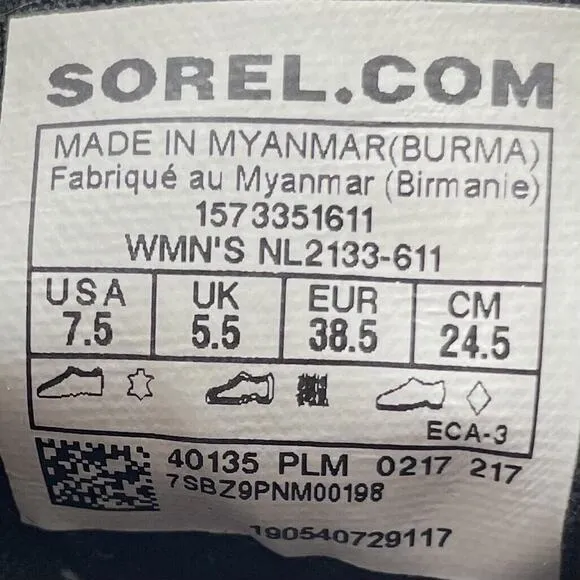 SOREL.COM
MADE IN MYANMAR(BURMA)
Fabriqué au Myanmar (Birmanie)
1573351611
WMN'S NL2133-611
USA UK EUR CM
7.5 5.5 38.5 24.5
ECA-3
40135 PLM 0217 217
7SBZ9PNM00198
190540729117